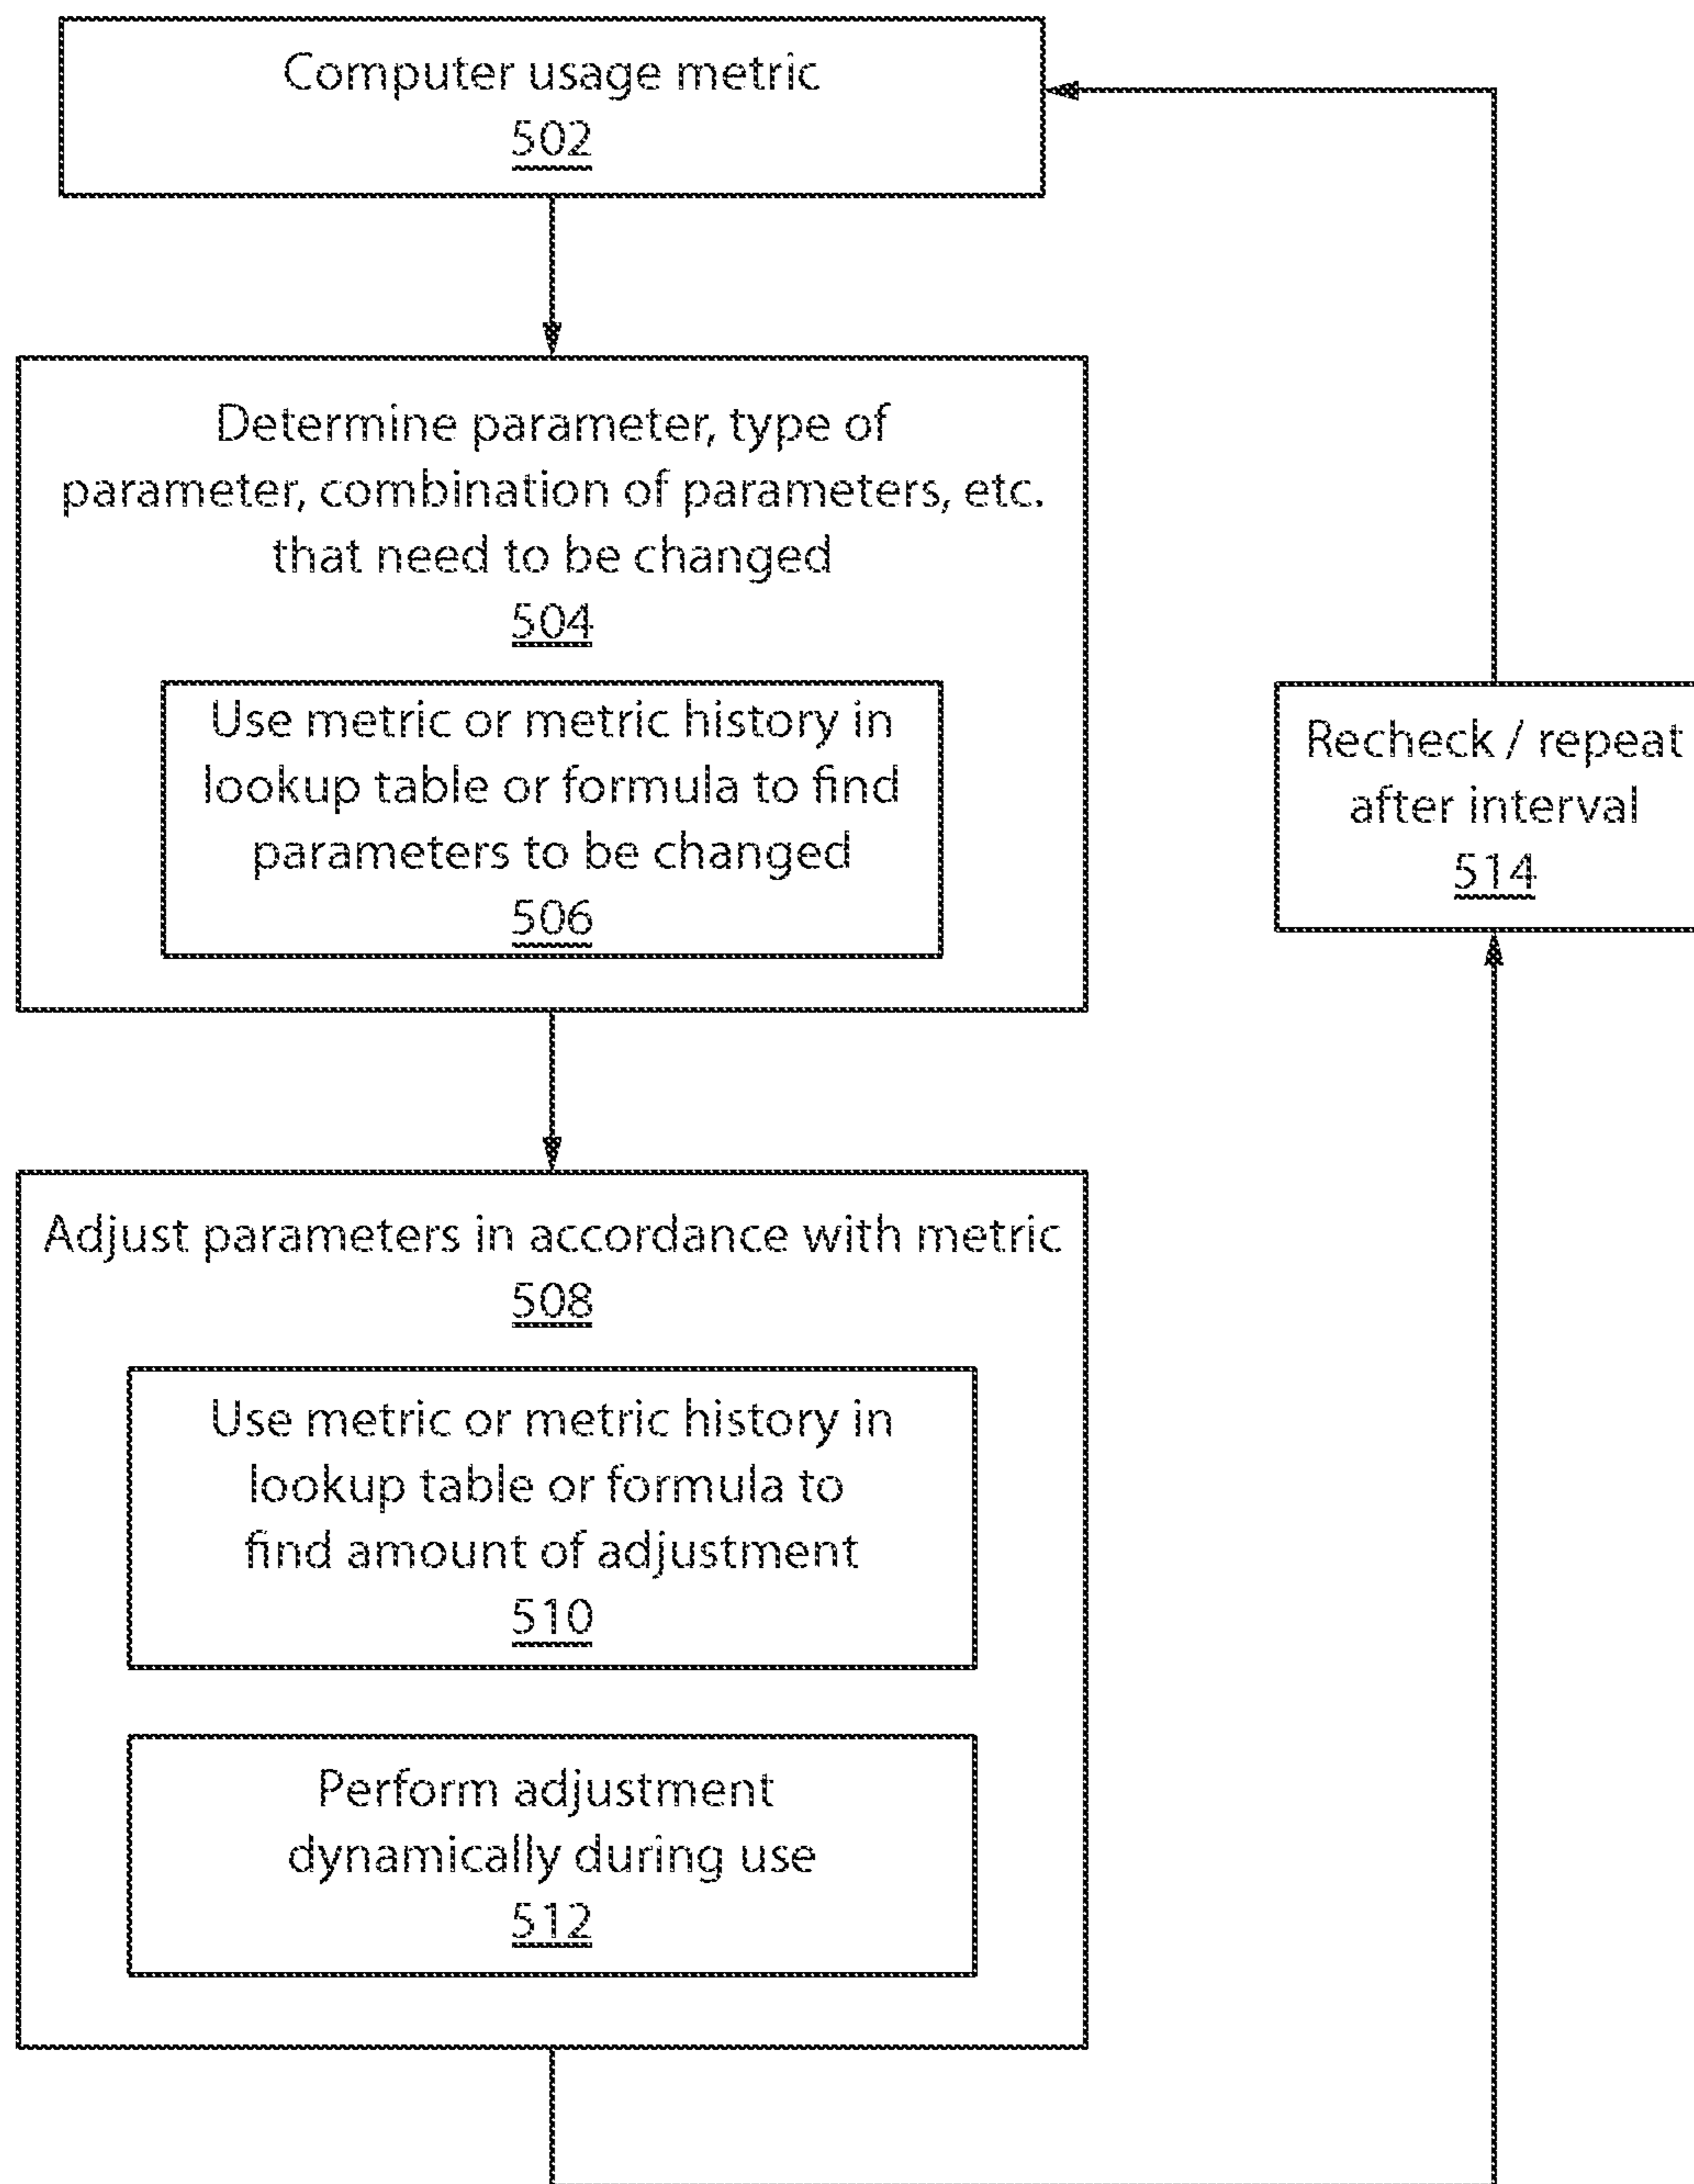 Computer usage metric
502
Determine parameter, type of
parameter, combination of parameters, etc.
that need to be changed
504
Use metric or metric history in
lookup table or formula to find
parameters to be changed
506
Adjust parameters in accordance with metric
508
Use metric or metric history in
lookup table or formula to
find amount of adjustment
510
Perform adjustment
dynamically during use
512
Recheck / repeat
after interval
514